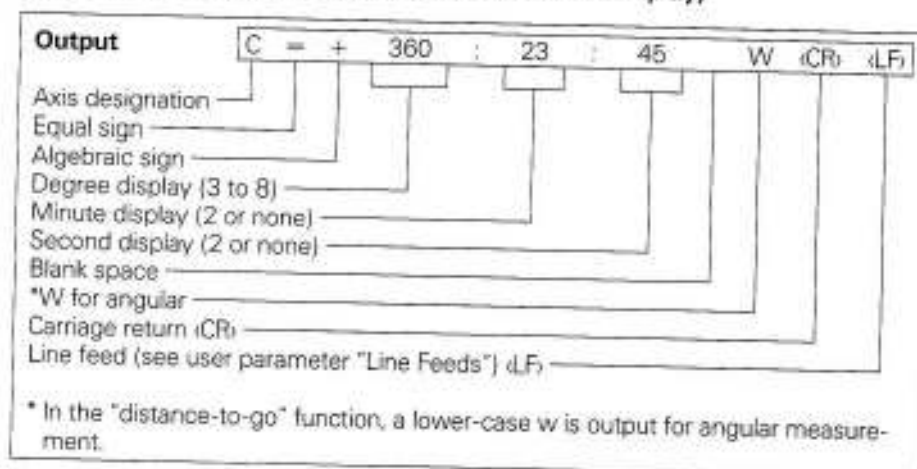 Output C = + 360 : 23 : 45 W ‹CR› ‹LF›
Axis designation
Equal sign
Algebraic sign
Degree display (3 to 8)
Minute display (2 or none)
Second display (2 or none)
Blank space
*W for angular
Carriage return ‹CR›
Line feed (see user parameter "Line Feeds") ‹LF›
* In the "distance-to-go" function, a lower-case w is output for angular measure-
ment.